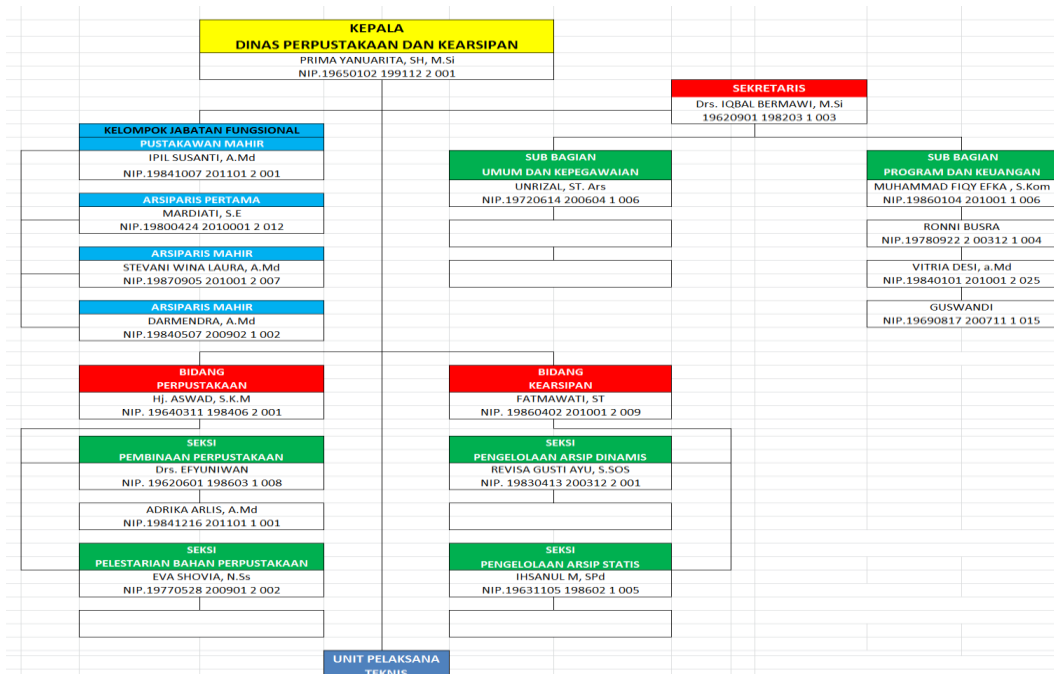 KEPALA
DINAS PERPUSTAKAAN DAN KEARSIPAN
PRIMA YANUARITA, SH, M.Si
NIP.19650102 199112 2 001
SEKRETARIS
Drs. IQBAL BERMAWI, M.Si
19620901 198203 1 003
KELOMPOK JABATAN FUNGSIONAL
PUSTAKAWAN MAHIR
IPIL SUSANTI, A.Md
NIP.19841007 201101 2 001
ARSIPARIS PERTAMA
MARDIATI, S.E
NIP.19800424 2010001 2 012
ARSIPARIS MAHIR
STEVANI WINA LAURA, A.Md
NIP.19870905 201001 2 007
ARSIPARIS MAHIR
DARMENDRA, A.Md
NIP.19840507 200902 1 002
SUB BAGIAN
UMUM DAN KEPEGAWAIAN
UNRIZAL, ST. Ars
NIP.19720614 200604 1 006
SUB BAGIAN
PROGRAM DAN KEUANGAN
MUHAMMAD FIQY EFKA , S.Kom
NIP.19860104 201001 1 006
RONNI BUSRA
NIP.19780922 2 00312 1 004
VITRIA DESI, a.Md
NIP.19840101 201001 2 025
GUSWANDI
NIP.19690817 200711 1 015
BIDANG
PERPUSTAKAAN
Hj. ASWAD, S.K.M
NIP. 19640311 198406 2 001
SEKSI
PEMBINAAN PERPUSTAKAAN
Drs. EFYUNIWAN
NIP. 19620601 198603 1 008
ADRIKA ARLIS, A.Md
NIP.19841216 201101 1 001
SEKSI
PELESTARIAN BAHAN PERPUSTAKAAN
EVA SHOVIA, N.Ss
NIP.19770528 200901 2 002
BIDANG
KEARSIPAN
FATMAWATI, ST
NIP. 19860402 201001 2 009
SEKSI
PENGELOLAAN ARSIP DINAMIS
REVISA GUSTI AYU, S.SOS
NIP. 19830413 200312 2 001
SEKSI
PENGELOLAAN ARSIP STATIS
IHSANUL M, SPd
NIP.19631105 198602 1 005
UNIT PELAKSANA
TEKNIS